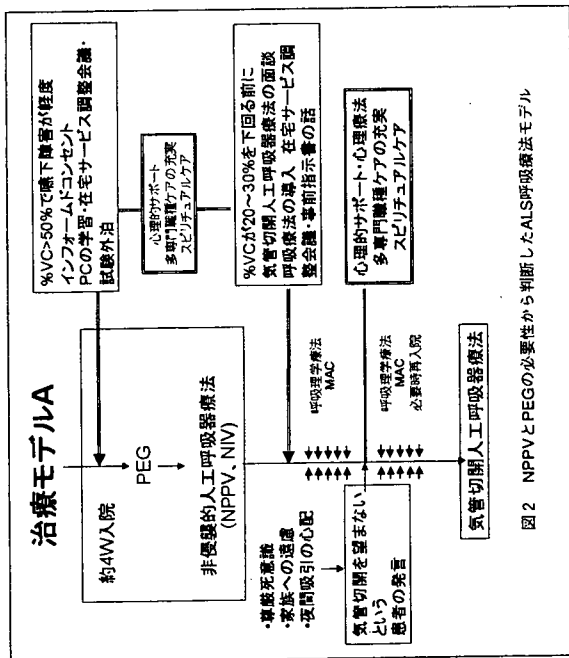 治療モデルA
約4W入院
PEG
非侵襲的人工呼吸器療法
(NPPV、NIV)
%VC>50%で嚥下障害が軽度
インフォームドコンセント
PCの学習・在宅サービス調整会議・
試験外泊
心理的サポート
多専門職種ケアの充実
スピリチュアルケア
%VCが20～30%を下回る前に
気管切開人工呼吸器療法の面談
呼吸療法の導入 在宅サービス調
整会議・事前指示書の話
呼吸理学療法
MAC
・尊厳死意識
・家族への遠慮
・夜間吸引の心配
気管切開を望まない
という
患者の発言
心理的サポート・心理療法
多専門職種ケアの充実
スピリチュアルケア
呼吸理学療法
MAC
必要時再入院
気管切開人工呼吸器療法
図2 NPPVとPEGの必要性から判断したALS呼吸療法モデル